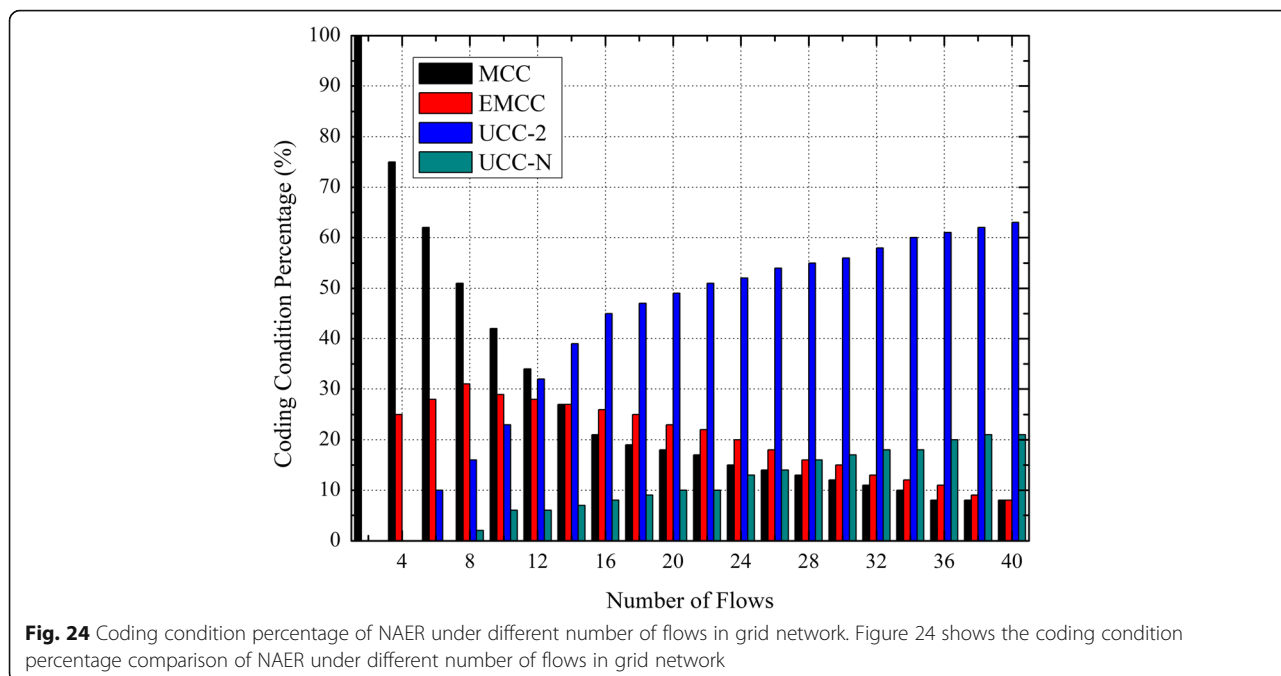 100
90
80
70
60
50
40
30
20
10
0
Coding Condition Percentage (%)
MCC
EMCC
UCC-2
UCC-N
4 8 12 16 20 24 28 32 36 40
Number of Flows
Fig. 24 Coding condition percentage of NAER under different number of flows in grid network. Figure 24 shows the coding condition
percentage comparison of NAER under different number of flows in grid network